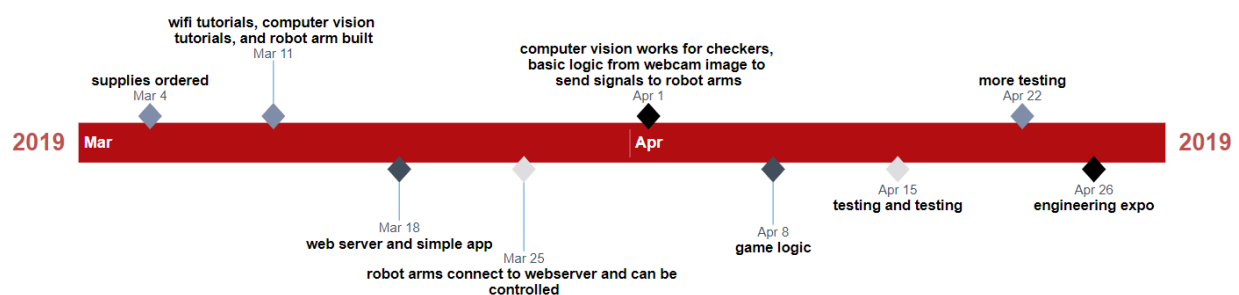 wifi tutorials, computer vision
tutorials, and robot arm built
Mar 11
computer vision works for checkers,
basic logic from webcam image to
send signals to robot arms
Apr 1
supplies ordered
Mar 4
more testing
Apr 22
2019
Mar
Apr
2019
Mar 18
web server and simple app
Mar 25
robot arms connect to webserver and can be
controlled
Apr 8
game logic
Apr 15
testing and testing
Apr 26
engineering expo